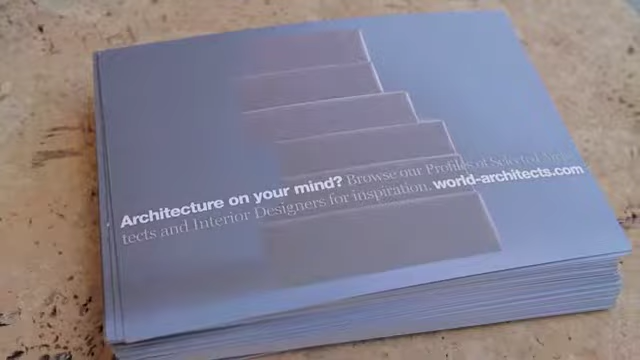 Architecture on your mind? Browse our Profiles of Selected Archi-
tects and Interior Designers for inspiration. world-architects.com